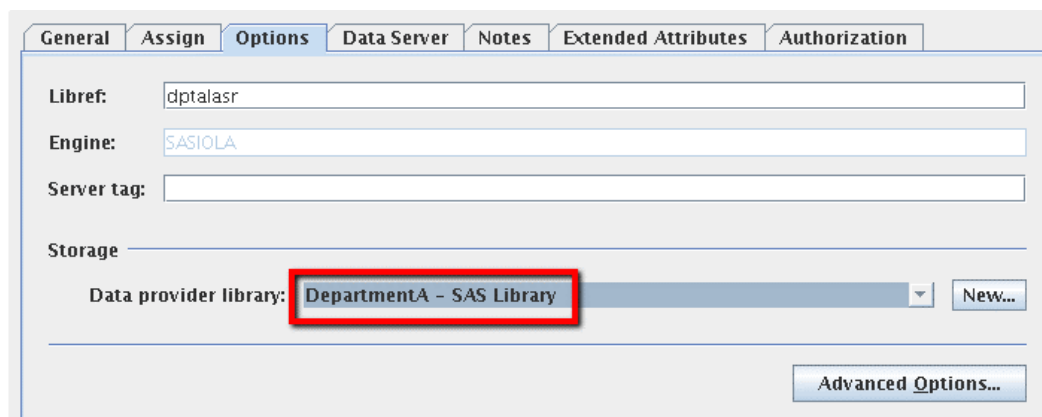 General Assign Options Data Server Notes Extended Attributes Authorization
Libref: dptalasr
Engine: SASIOLA
Server tag:
Storage
Data provider library: DepartmentA - SAS Library New...
Advanced Options...